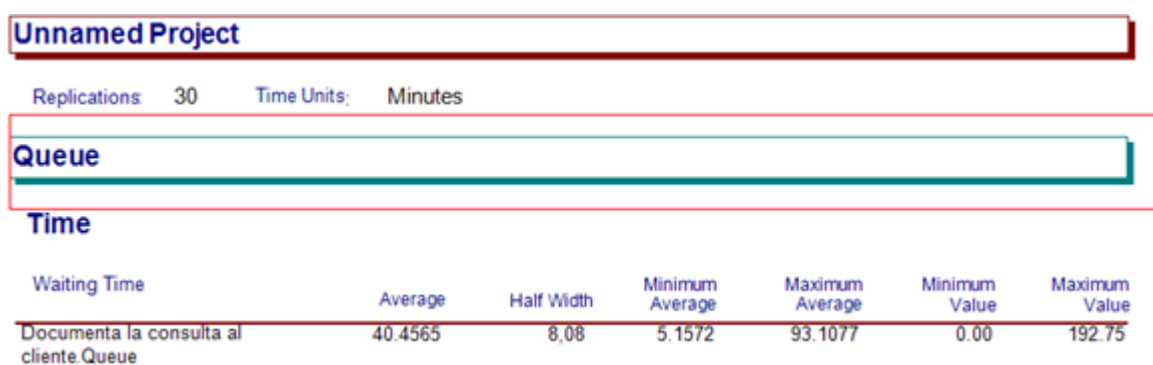 Unnamed Project
Replications: 30 Time Units: Minutes
Queue
Time
Waiting Time Average Half Width Minimum Average Maximum Average Minimum Value Maximum Value
Documenta la consulta al cliente.Queue 40.4565 8,08 5.1572 93.1077 0.00 192.75